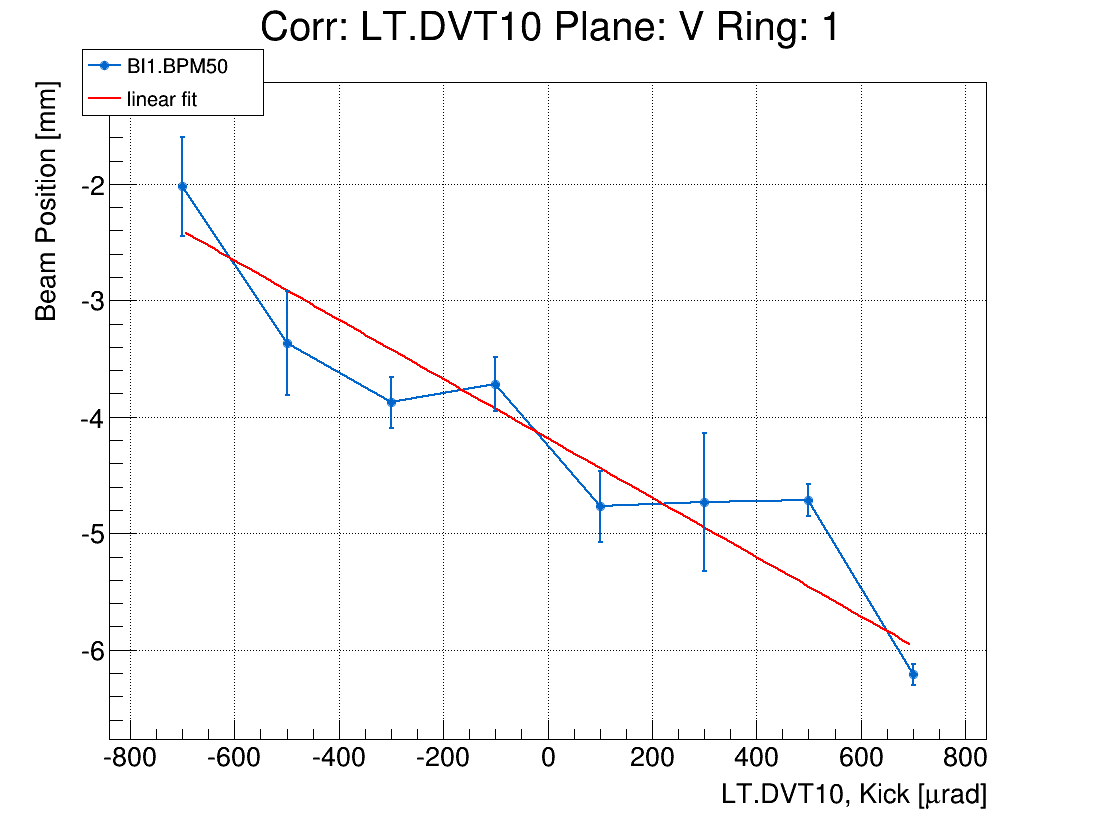 Corr: LT.DVT10 Plane: V Ring: 1
BI1.BPM50
linear fit
Beam Position [mm]
-2
-3
-4
-5
-6
-800 -600 -400 -200 0 200 400 600 800
LT.DVT10, Kick [μrad]